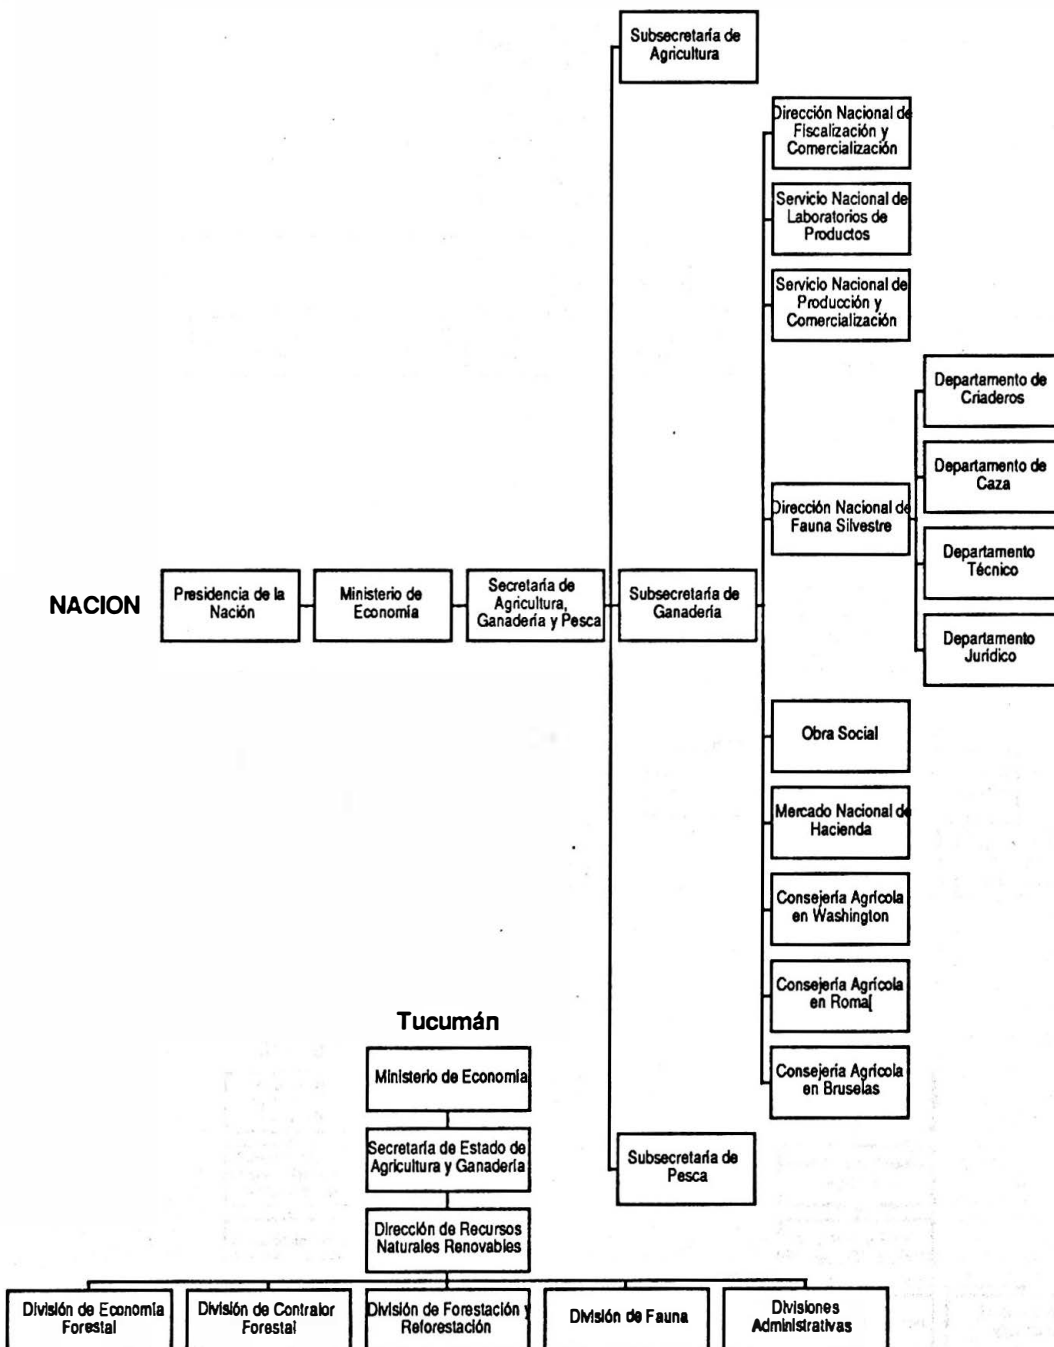 Subsecretaría de
Agricultura
Dirección Nacional de
Fiscalización y
Comercialización
Servicio Nacional de
Laboratorios de
Productos
Servicio Nacional de
Producción y
Comercialización
Departamento de
Criaderos
Departamento de
Caza
Dirección Nacional de
Fauna Silvestre
Departamento
Técnico
Departamento
Jurídico
NACION
Presidencia de la
Nación
Ministerio de
Economía
Secretaría de
Agricultura,
Ganadería y Pesca
Subsecretaría de
Ganadería
Obra Social
Mercado Nacional de
Hacienda
Consejería Agrícola
en Washington
Consejería Agrícola
en Roma[
Consejería Agrícola
en Bruselas
Subsecretaría de
Pesca
Tucumán
Ministerio de Economía
Secretaría de Estado de
Agricultura y Ganadería
Dirección de Recursos
Naturales Renovables
División de Economía
Forestal
División de Contralor
Forestal
División de Forestación y
Reforestación
División de Fauna
Divisiones
Administrativas